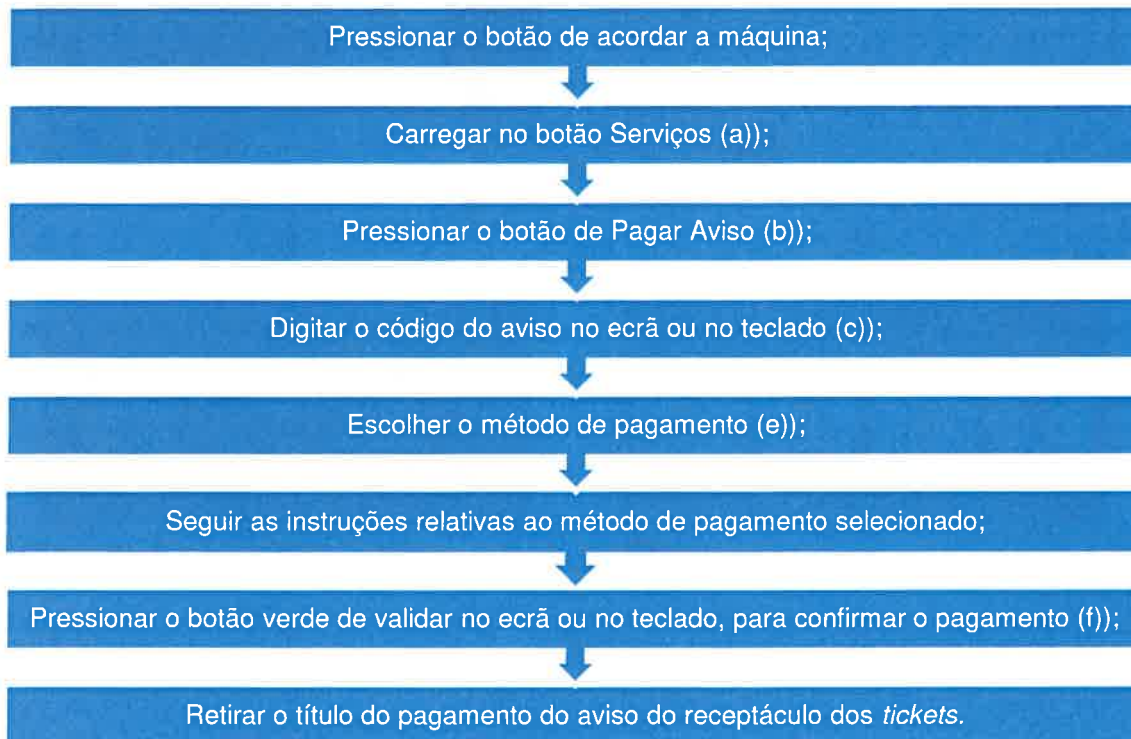 Pressionar o botão de acordar a máquina;
Carregar no botão Serviços (a));
Pressionar o botão de Pagar Aviso (b));
Digitar o código do aviso no ecrã ou no teclado (c));
Escolher o método de pagamento (e));
Seguir as instruções relativas ao método de pagamento selecionado;
Pressionar o botão verde de validar no ecrã ou no teclado, para confirmar o pagamento (f));
Retirar o título do pagamento do aviso do receptáculo dos tickets.